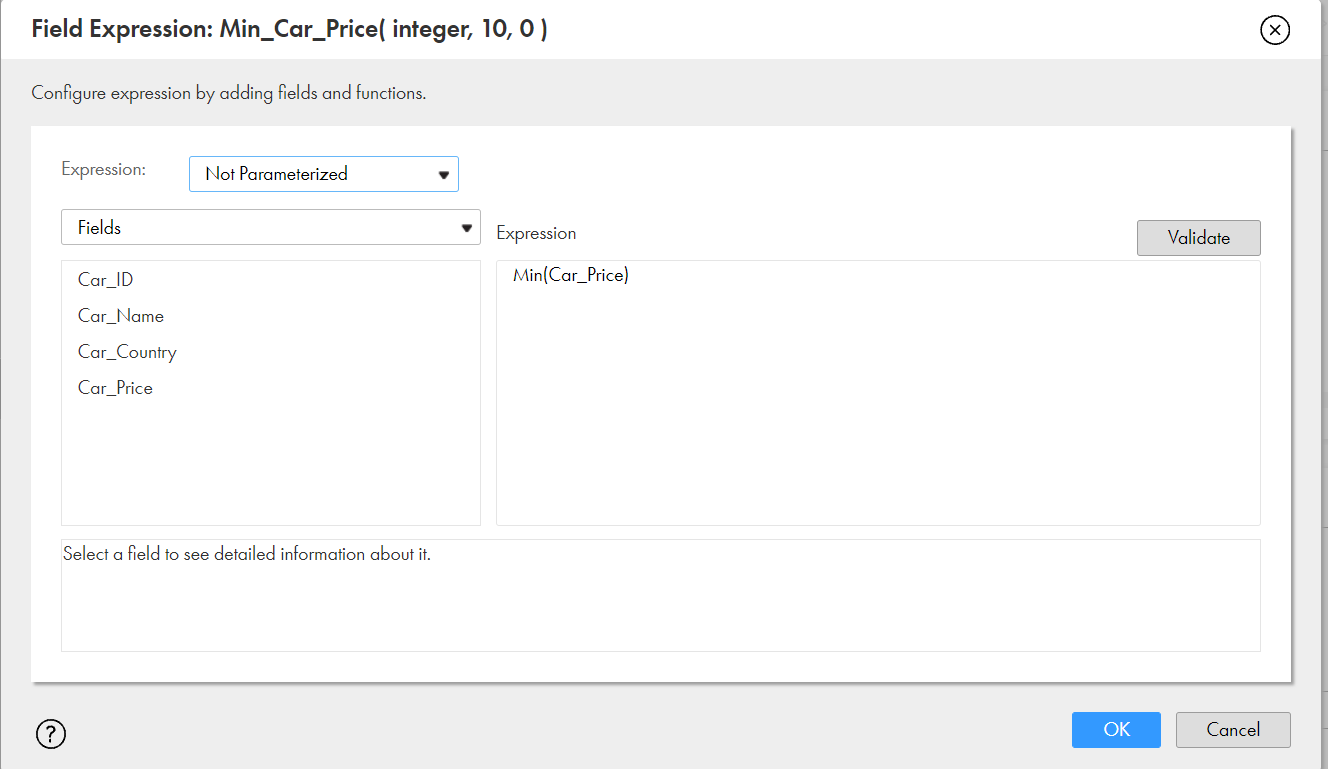 Field Expression: Min_Car_Price( integer, 10, 0 )
Configure expression by adding fields and functions.
Expression:
Not Parameterized
Fields
Expression
Validate
Car_ID
Car_Name
Car_Country
Car_Price
Min(Car_Price)
Select a field to see detailed information about it.
?
OK
Cancel